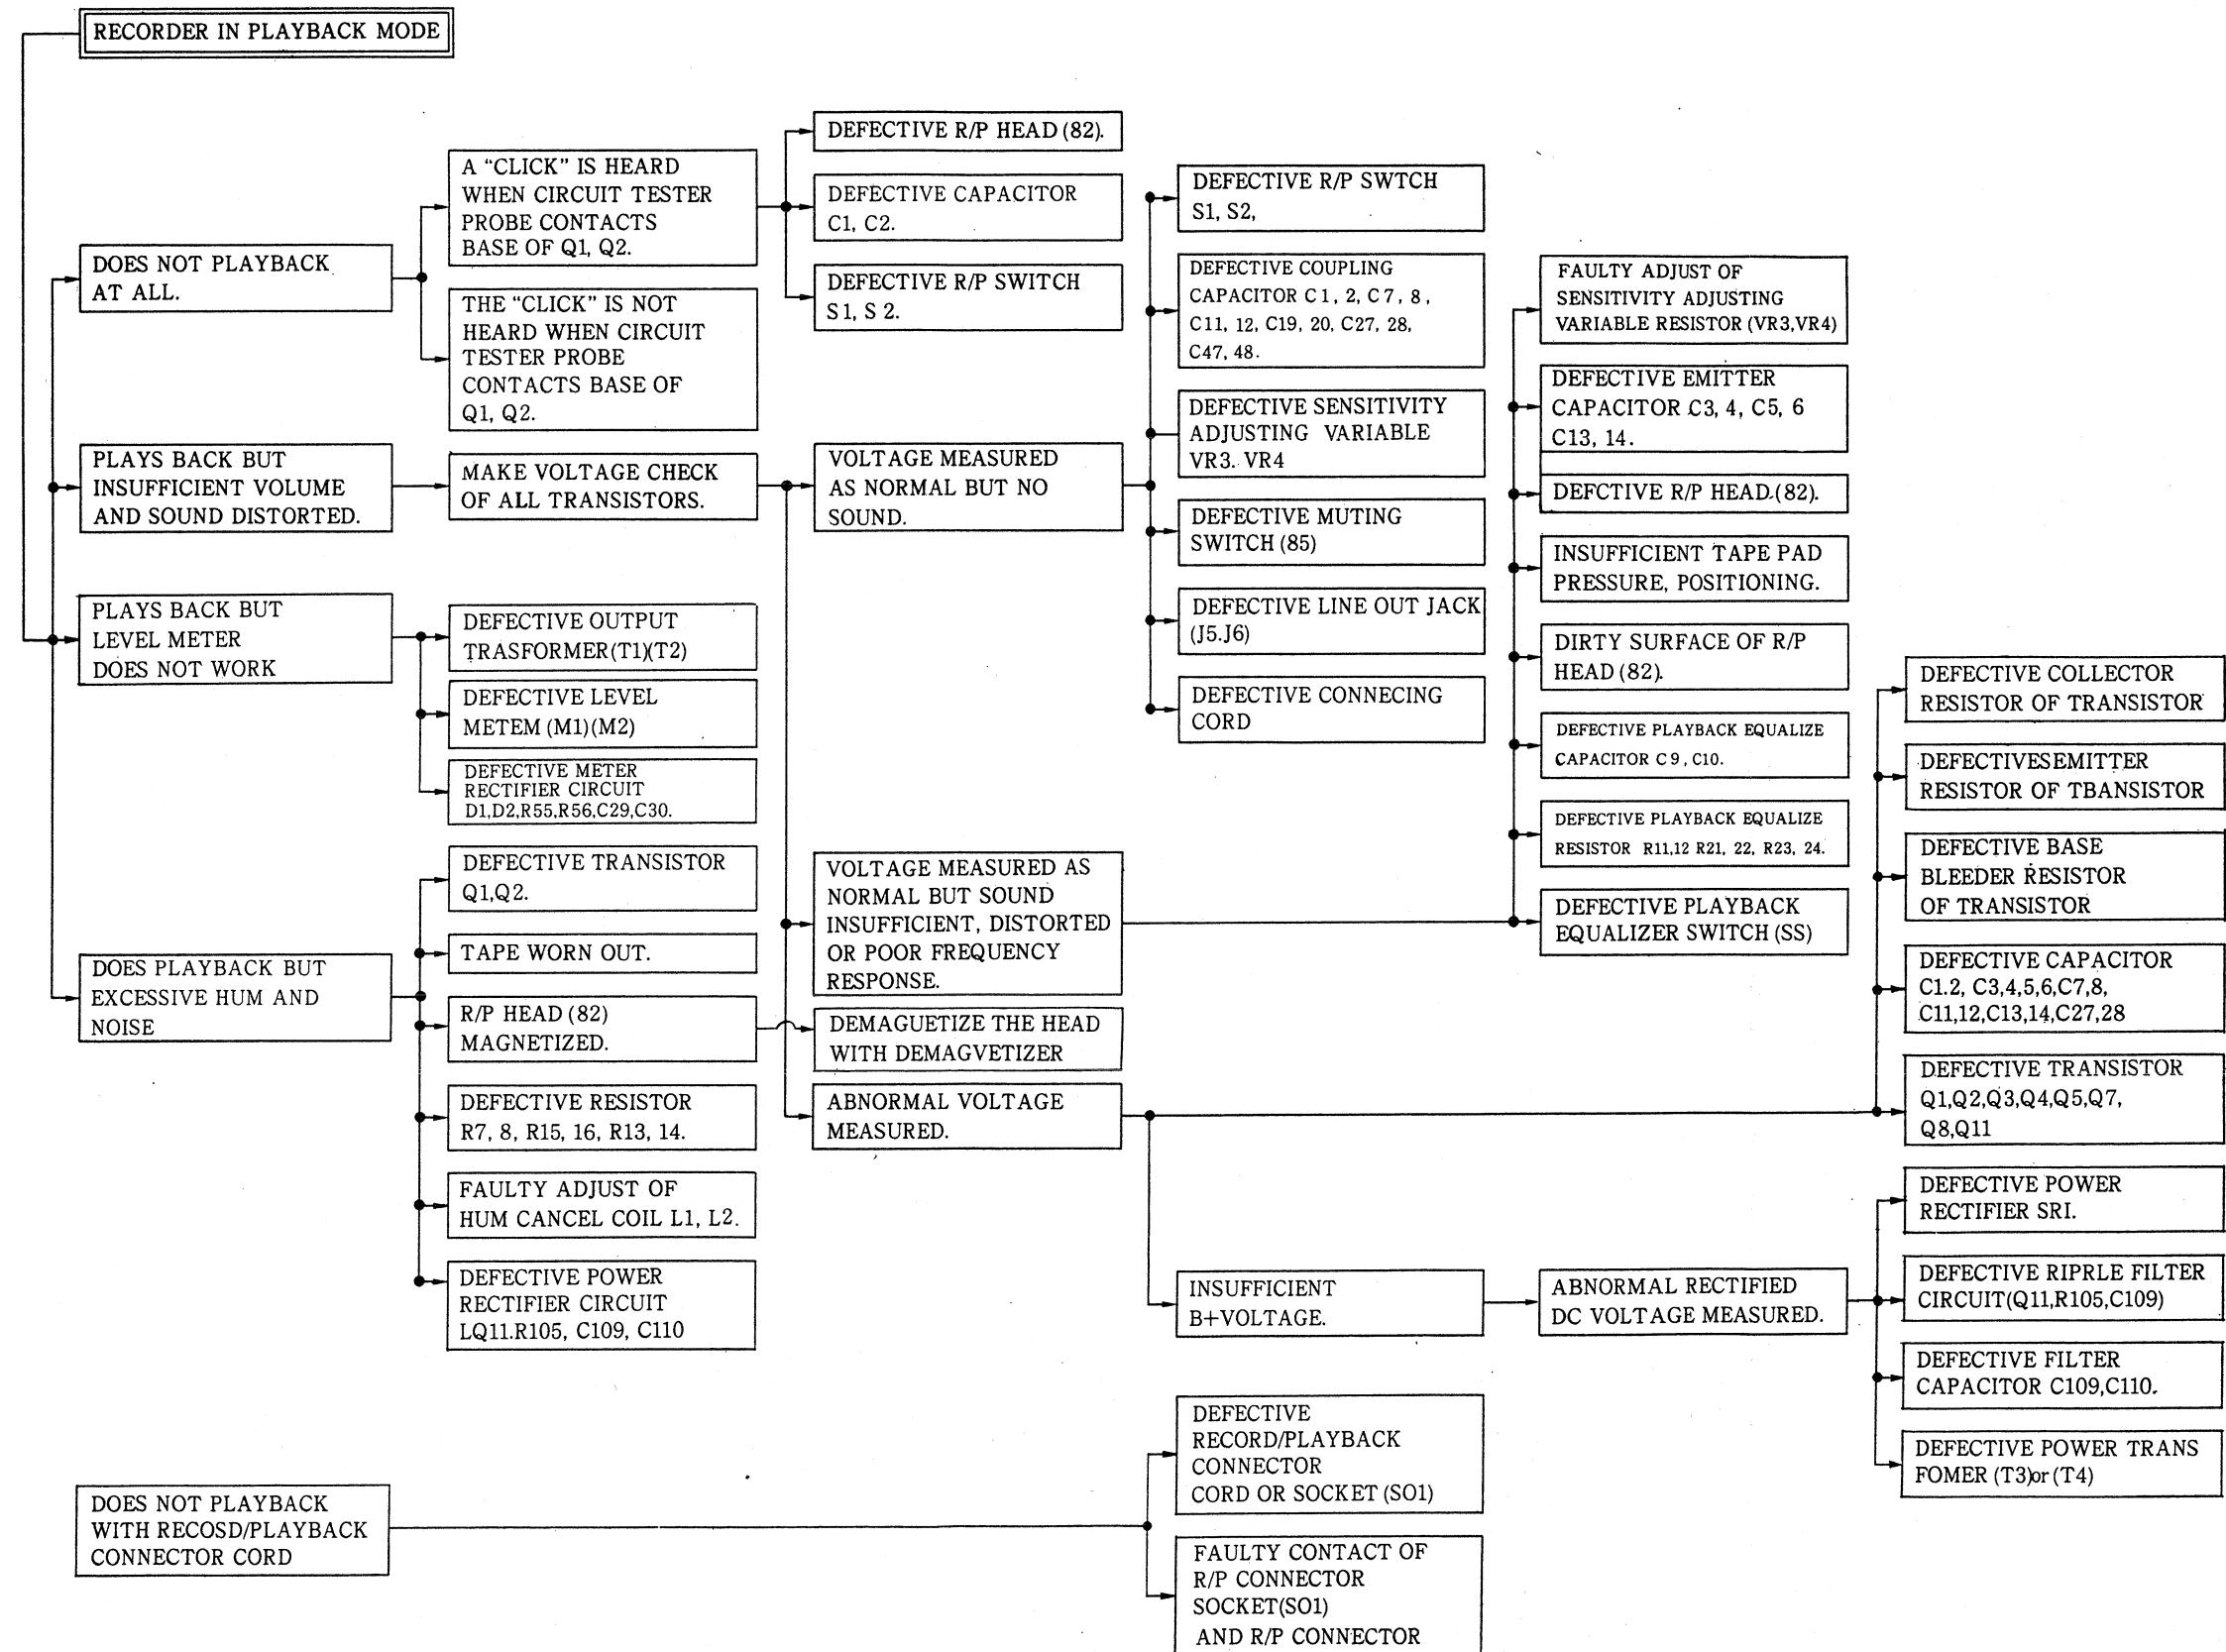 RECORDER IN PLAYBACK MODE
DOES NOT PLAYBACK
AT ALL.
A “CLICK” IS HEARD
WHEN CIRCUIT TESTER
PROBE CONTACTS
BASE OF Q1, Q2.
DEFECTIVE R/P HEAD (82).
DEFECTIVE CAPACITOR
C1, C2.
DEFECTIVE R/P SWITCH
S1, S 2.
THE “CLICK” IS NOT
HEARD WHEN CIRCUIT
TESTER PROBE
CONTACTS BASE OF
Q1, Q2.
PLAYS BACK BUT
INSUFFICIENT VOLUME
AND SOUND DISTORTED.
MAKE VOLTAGE CHECK
OF ALL TRANSISTORS.
VOLTAGE MEASURED
AS NORMAL BUT NO
SOUND.
DEFECTIVE R/P SWTCH
S1, S2,
DEFECTIVE COUPLING
CAPACITOR C 1, 2, C 7, 8,
C11, 12, C19, 20, C27, 28,
C47, 48.
DEFECTIVE SENSITIVITY
ADJUSTING VARIABLE
VR3. VR4
DEFECTIVE MUTING
SWITCH (85)
DEFECTIVE LINE OUT JACK
(J5.J6)
DEFECTIVE CONNECING
CORD
VOLTAGE MEASURED AS
NORMAL BUT SOUND
INSUFFICIENT, DISTORTED
OR POOR FREQUENCY
RESPONSE.
FAULTY ADJUST OF
SENSITIVITY ADJUSTING
VARIABLE RESISTOR (VR3,VR4)
DEFECTIVE EMITTER
CAPACITOR C3, 4, C5, 6
C13, 14.
DEFCTIVE R/P HEAD.(82).
INSUFFICIENT TAPE PAD
PRESSURE, POSITIONING.
DIRTY SURFACE OF R/P
HEAD (82).
DEFECTIVE PLAYBACK EQUALIZE
CAPACITOR C 9, C10.
DEFECTIVE PLAYBACK EQUALIZE
RESISTOR R11,12 R21, 22, R23, 24.
DEFECTIVE PLAYBACK
EQUALIZER SWITCH (SS)
ABNORMAL VOLTAGE
MEASURED.
DEFECTIVE COLLECTOR
RESISTOR OF TRANSISTOR
DEFECTIVESEMITTER
RESISTOR OF TBANSISTOR
DEFECTIVE BASE
BLEEDER RESISTOR
OF TRANSISTOR
DEFECTIVE CAPACITOR
C1.2, C3,4,5,6,C7,8,
C11,12,C13,14,C27,28
DEFECTIVE TRANSISTOR
Q1,Q2,Q3,Q4,Q5,Q7,
Q8,Q11
INSUFFICIENT
B+VOLTAGE.
ABNORMAL RECTIFIED
DC VOLTAGE MEASURED.
DEFECTIVE POWER
RECTIFIER SRI.
DEFECTIVE RIPRLE FILTER
CIRCUIT(Q11,R105,C109)
DEFECTIVE FILTER
CAPACITOR C109,C110.
DEFECTIVE POWER TRANS
FOMER (T3)or (T4)
PLAYS BACK BUT
LEVEL METER
DOES NOT WORK
DEFECTIVE OUTPUT
TRASFORMER(T1)(T2)
DEFECTIVE LEVEL
METEM (M1)(M2)
DEFECTIVE METER
RECTIFIER CIRCUIT
D1,D2,R55,R56,C29,C30.
DOES PLAYBACK BUT
EXCESSIVE HUM AND
NOISE
DEFECTIVE TRANSISTOR
Q1,Q2.
TAPE WORN OUT.
R/P HEAD (82)
MAGNETIZED.
DEMAGUETIZE THE HEAD
WITH DEMAGVETIZER
DEFECTIVE RESISTOR
R7, 8, R15, 16, R13, 14.
FAULTY ADJUST OF
HUM CANCEL COIL L1, L2.
DEFECTIVE POWER
RECTIFIER CIRCUIT
LQ11.R105, C109, C110
DOES NOT PLAYBACK
WITH RECOSD/PLAYBACK
CONNECTOR CORD
DEFECTIVE
RECORD/PLAYBACK
CONNECTOR
CORD OR SOCKET (SO1)
FAULTY CONTACT OF
R/P CONNECTOR
SOCKET(SO1)
AND R/P CONNECTOR